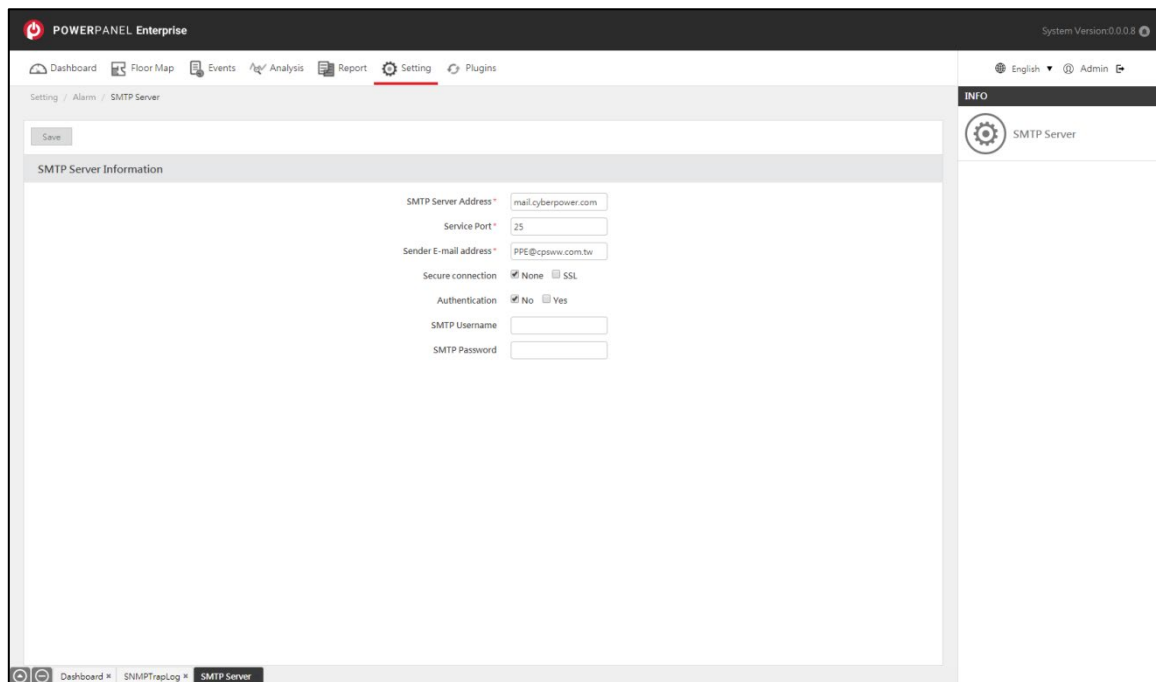 POWERPANEL Enterprise
System Version:0.0.0.8
Dashboard Floor Map Events Analysis Report Setting Plugins
English Admin
Setting / Alarm / SMTP Server
INFO
Save
SMTP Server
SMTP Server Information
SMTP Server Address* mail.cyberpower.com
Service Port* 25
Sender E-mail address* PPE@cpsww.com.tw
Secure connection None SSL
Authentication No Yes
SMTP Username
SMTP Password
Dashboard × SNMPTrapLog × SMTP Server